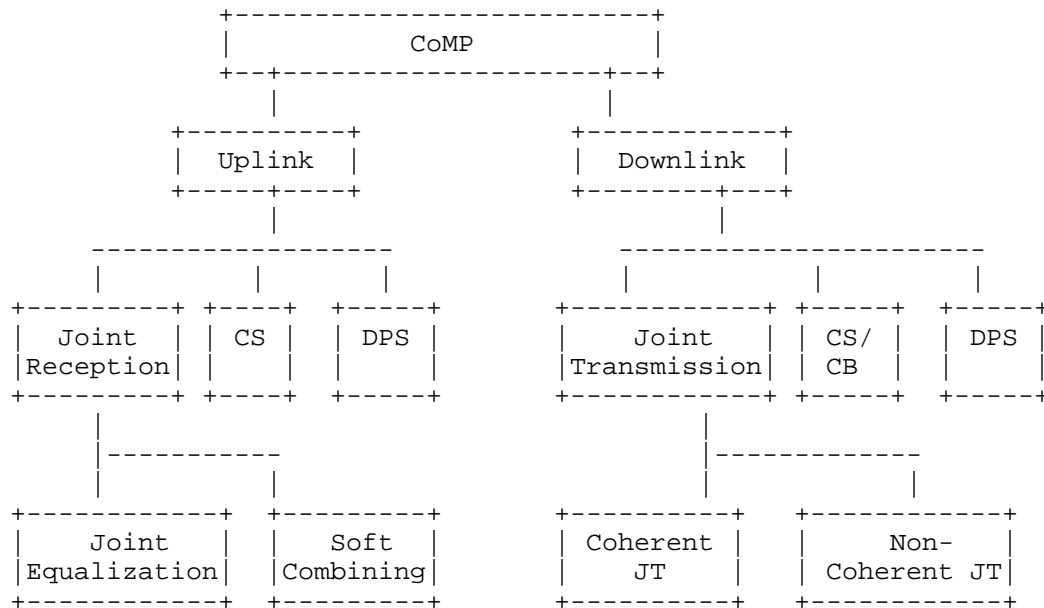 CoMP
Uplink Downlink
Joint CS DPS Joint CS/ DPS
Reception Transmission CB
Joint Soft Coherent Non-
Equalization Combining JT Coherent JT